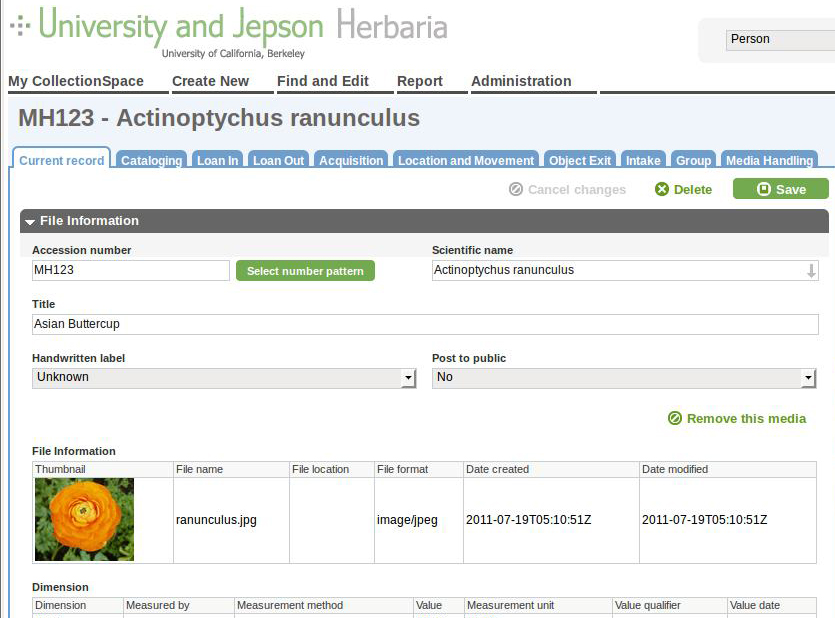 University and Jepson Herbaria
University of California, Berkeley
Person
My CollectionSpace Create New Find and Edit Report Administration
MH123 - Actinoptychus ranunculus
Current record Cataloging Loan In Loan Out Acquisition Location and Movement Object Exit Intake Group Media Handling
Cancel changes Delete Save
File Information
Accession number Scientific name
MH123 Select number pattern Actinoptychus ranunculus
Title
Asian Buttercup
Handwritten label Post to public
Unknown No
Remove this media
File Information
Thumbnail File name File location File format Date created Date modified
ranunculus.jpg image/jpeg 2011-07-19T05:10:51Z 2011-07-19T05:10:51Z
Dimension
Dimension Measured by Measurement method Value Measurement unit Value qualifier Value date